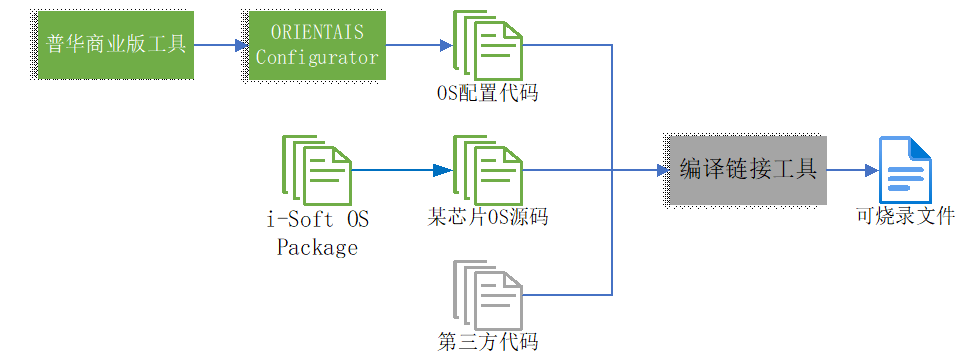 普华商业版工具
ORIENTAIS
Configurator
OS配置代码
i-Soft OS
Package
某芯片OS源码
编译链接工具
可烧录文件
第三方代码